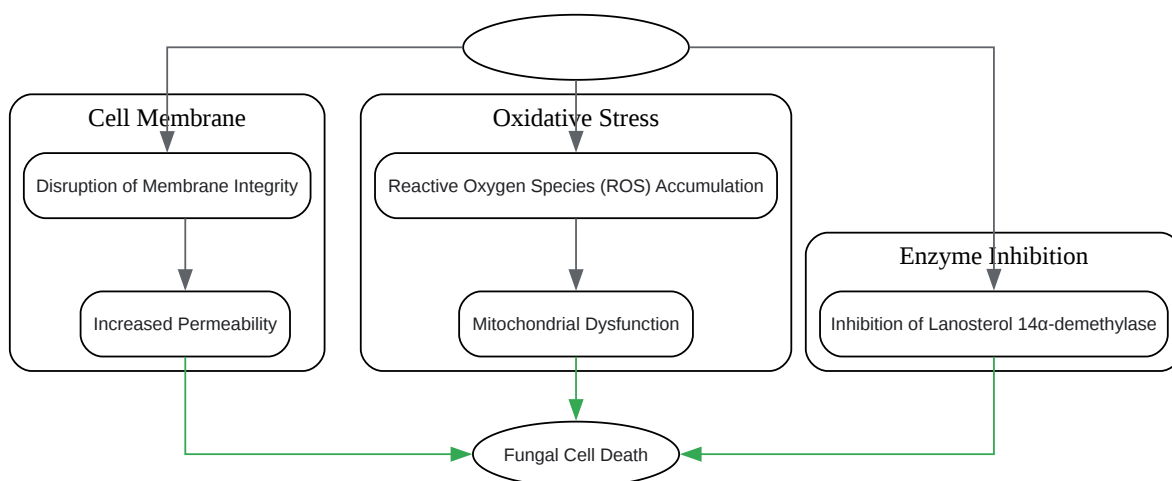 Cell Membrane
Oxidative Stress
Disruption of Membrane Integrity
Reactive Oxygen Species (ROS) Accumulation
Enzyme Inhibition
Increased Permeability
Mitochondrial Dysfunction
Inhibition of Lanosterol 14α-demethylase
Fungal Cell Death